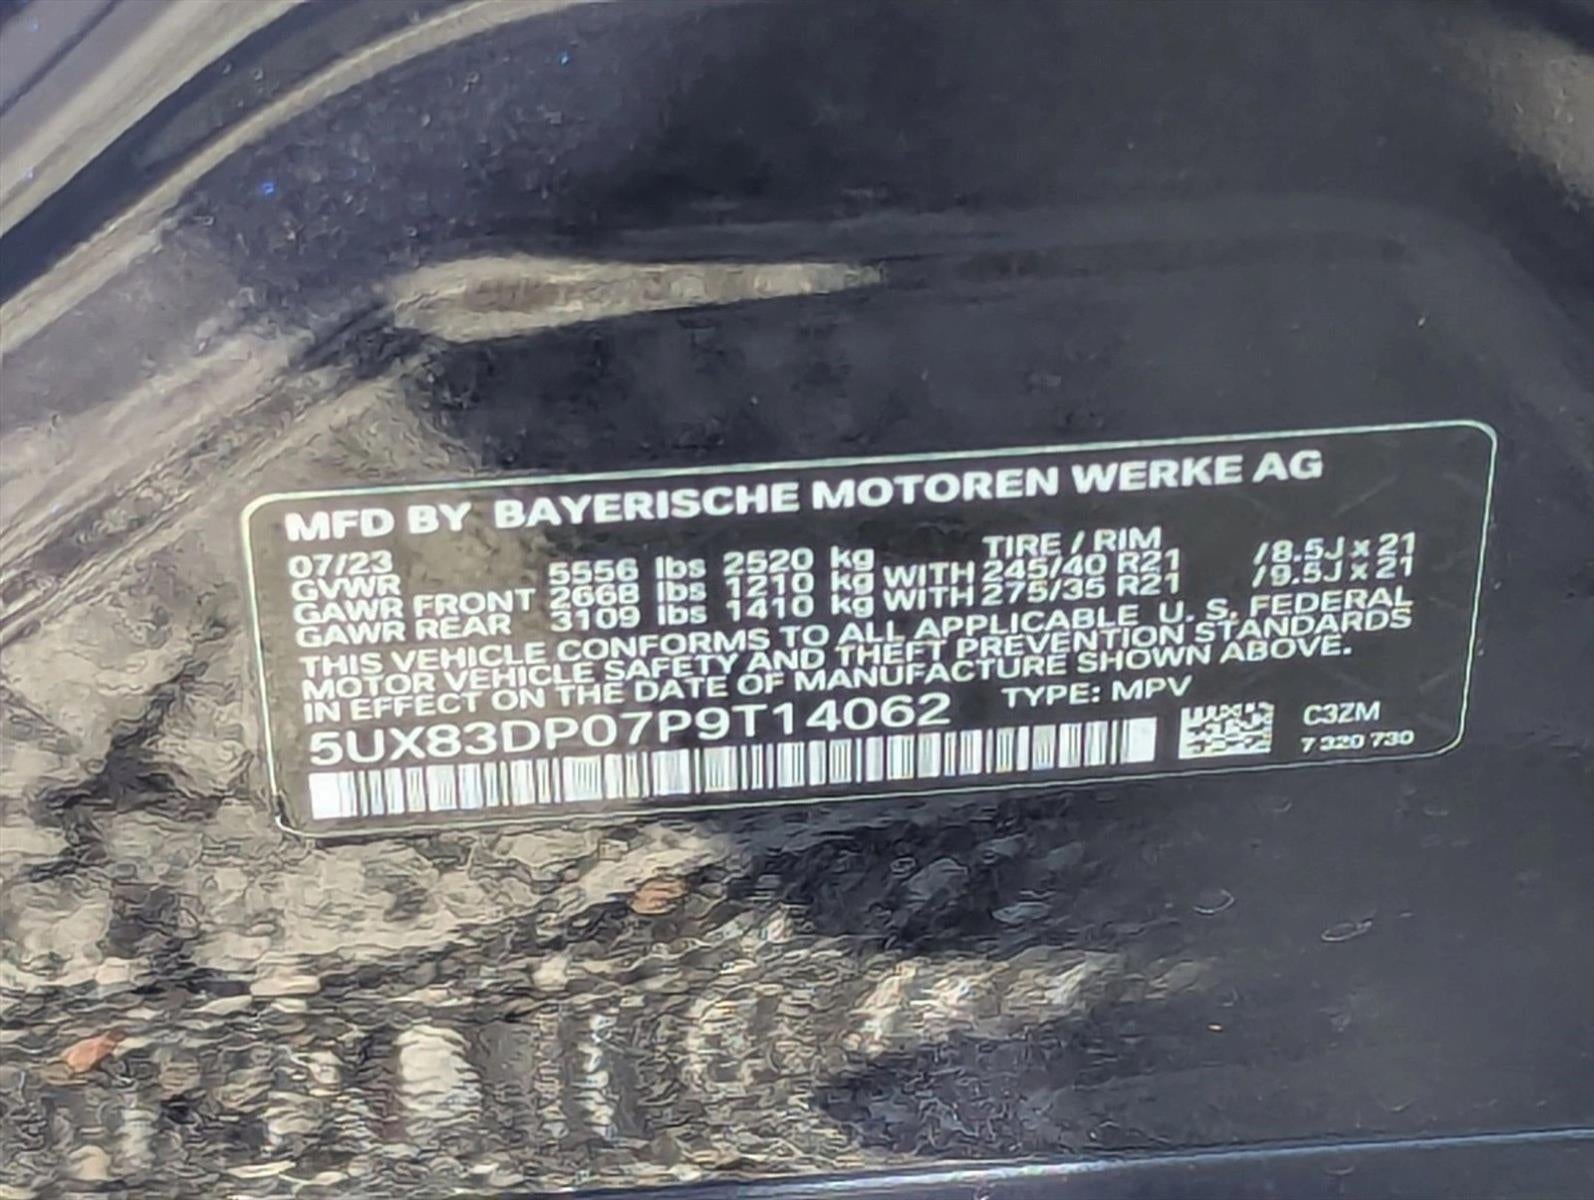 MFD BY BAYERISCHE MOTOREN WERKE AG
07/23 TIRE / RIM
GVWR 5556 lbs 2520 kg
GAWR FRONT 2668 lbs 1210 kg WITH 245/40 R21 /8.5J x 21
GAWR REAR 3109 lbs 1410 kg WITH 275/35 R21 /9.5J x 21
THIS VEHICLE CONFORMS TO ALL APPLICABLE U. S. FEDERAL
MOTOR VEHICLE SAFETY AND THEFT PREVENTION STANDARDS
IN EFFECT ON THE DATE OF MANUFACTURE SHOWN ABOVE.
5UX83DP07P9T14062 TYPE: MPV
C3ZM
7 320 730